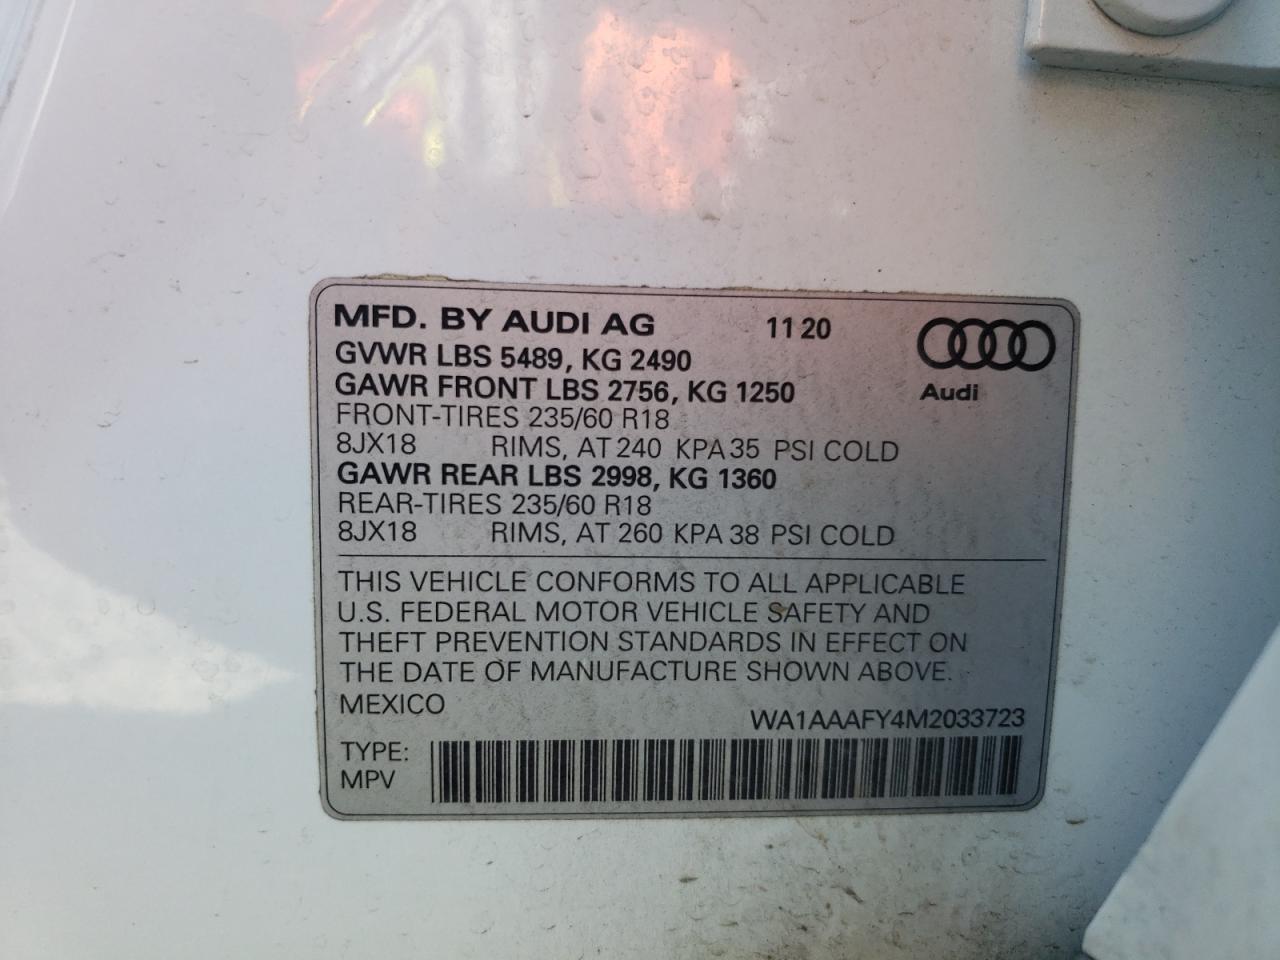 MFD. BY AUDI AG 11 20
GVWR LBS 5489, KG 2490
GAWR FRONT LBS 2756, KG 1250
Audi
FRONT-TIRES 235/60 R18
8JX18 RIMS, AT 240 KPA 35 PSI COLD
GAWR REAR LBS 2998, KG 1360
REAR-TIRES 235/60 R18
8JX18 RIMS, AT 260 KPA 38 PSI COLD
THIS VEHICLE CONFORMS TO ALL APPLICABLE
U.S. FEDERAL MOTOR VEHICLE SAFETY AND
THEFT PREVENTION STANDARDS IN EFFECT ON
THE DATE OF MANUFACTURE SHOWN ABOVE.
MEXICO
WA1AAAFY4M2033723
TYPE:
MPV